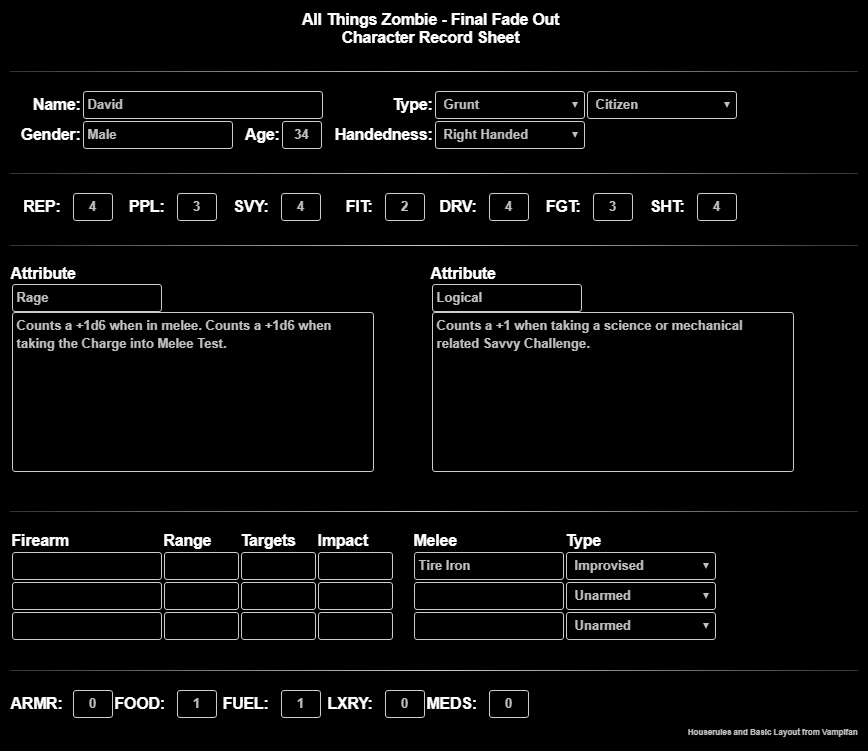 All Things Zombie - Final Fade Out
Character Record Sheet
Name: David Type: Grunt Citizen
Gender: Male Age: 34 Handedness: Right Handed
REP: 4 PPL: 3 SVY: 4 FIT: 2 DRV: 4 FGT: 3 SHT: 4
Attribute Attribute
Rage Logical
Counts a +1d6 when in melee. Counts a +1d6 when
taking the Charge into Melee Test.
Counts a +1 when taking a science or mechanical
related Savvy Challenge.
Firearm Range Targets Impact Melee Type
Tire Iron Improvised
Unarmed
Unarmed
ARMR: 0 FOOD: 1 FUEL: 1 LXRY: 0 MEDS: 0
Houserules and Basic Layout from Vampifan